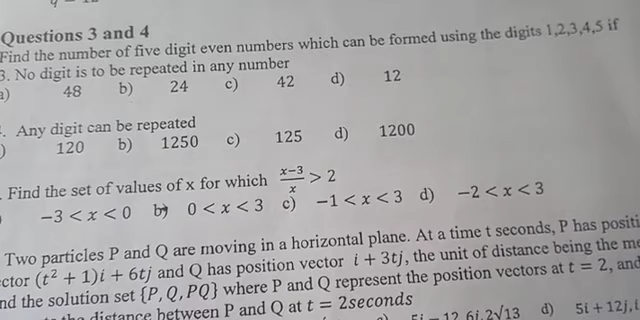 Questions 3 and 4
Find the number of five digit even numbers which can be formed using the digits 1,2,3,4,5 if
3. No digit is to be repeated in any number
a) 48 b) 24 c) 42 d) 12
. Any digit can be repeated
) 120 b) 1250 c) 125 d) 1200
Find the set of values of x for which \frac{x-3}{x} > 2
-3 < x < 0 b) 0 < x < 3 c) -1 < x < 3 d) -2 < x < 3
Two particles P and Q are moving in a horizontal plane. At a time t seconds, P has positi
ctor (t² + 1)i + 6tj and Q has position vector i + 3tj, the unit of distance being the me
nd the solution set {P, Q, PQ} where P and Q represent the position vectors at t = 2, and
distance between P and Q at t = 2seconds
12 6j, 2√13 d) 5i + 12j, i